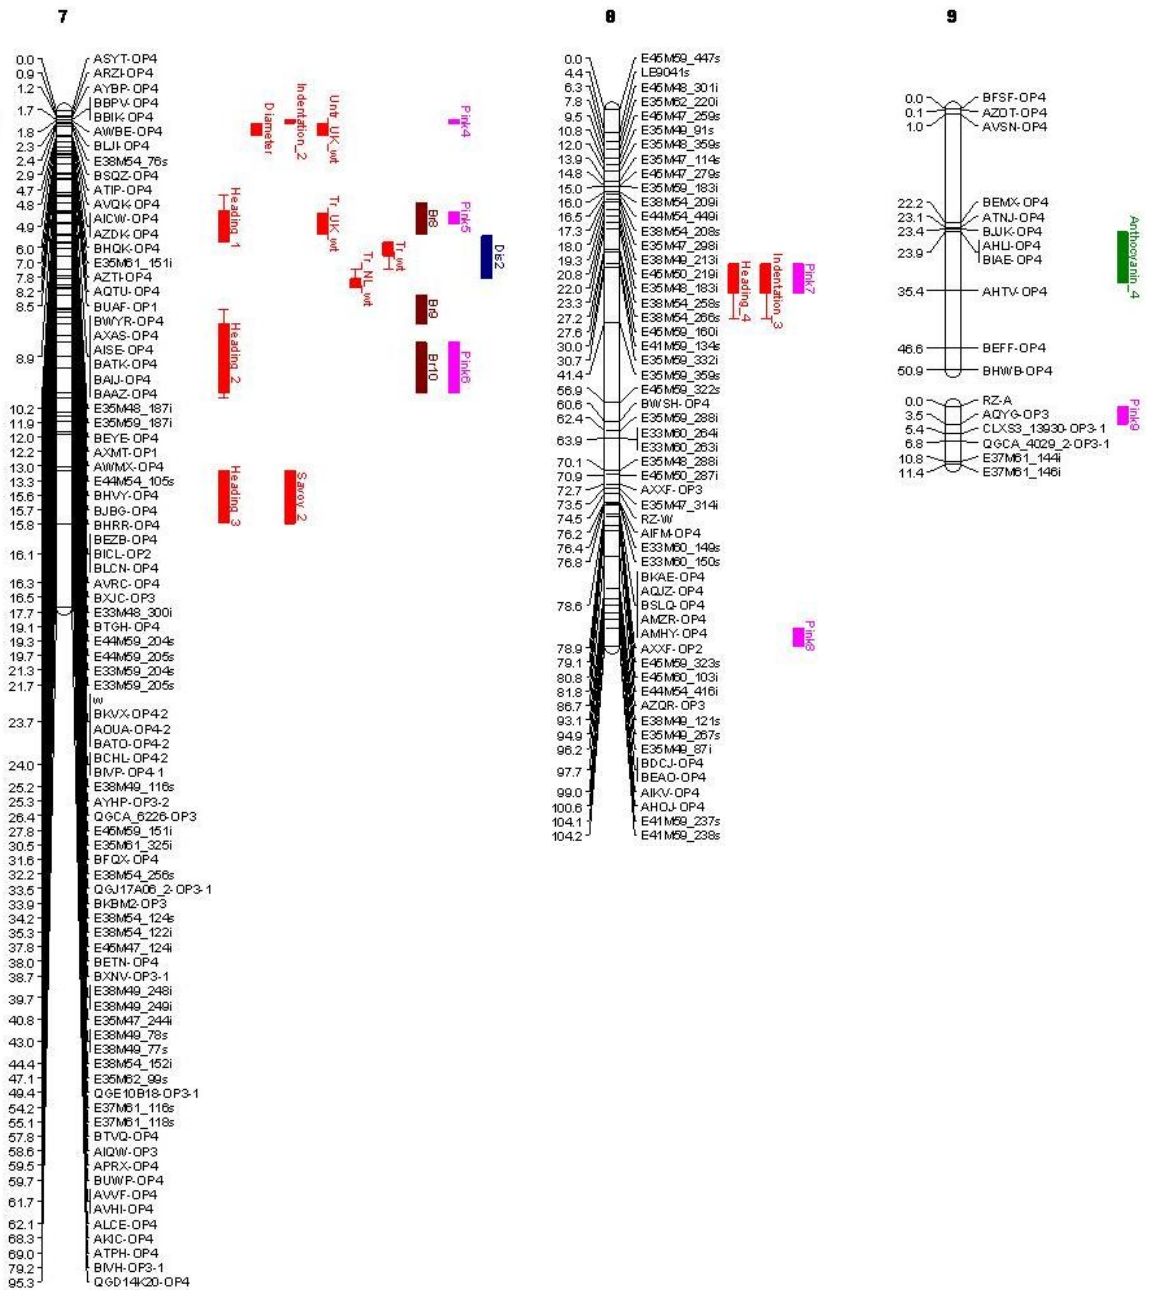 7
0.0 ASYT-OP4
0.9 ARZI-OP4
1.2 AYBP-OP4
BBPV-OP4
1.7 BBIK-OP4
1.8 AWBE-OP4
2.3 BLJI-OP4
2.4 E38M54_76s
2.9 BSQZ-OP4
4.7 ATIP-OP4
4.8 AVQK-OP4
AICW-OP4
4.9 AZDK-OP4
6.0 BHQK-OP4
7.0 E35M61_151i
7.8 AZTI-OP4
8.2 AQTU-OP4
8.5 BUAF-OP1
BWYR-OP4
AXAS-OP4
AISE-OP4
8.9 BATK-OP4
BAIJ-OP4
BAAZ-OP4
10.2 E35M48_187i
11.9 E35M59_187i
12.0 BEYE-OP4
12.2 AXMT-OP1
13.0 AWMX-OP4
13.3 E44M54_105s
15.6 BHVY-OP4
15.7 BJBG-OP4
15.8 BHRR-OP4
BEZB-OP4
16.1 BICL-OP2
BLCN-OP4
16.3 AVRC-OP4
16.5 BXJC-OP3
17.7 E33M48_300i
19.1 BTGH-OP4
19.3 E44M59_204s
19.7 E44M59_205s
21.3 E33M59_204s
21.7 E33M59_205s
W
23.7 BKVX-OP4-2
AOUA-OP4-2
BATO-OP4-2
24.0 BCHL-OP4-2
BIVP-OP4-1
25.2 E38M49_116s
25.3 AYHP-OP3-2
26.4 QGCA_6226-OP3
27.8 E45M59_151i
30.5 E35M61_325i
31.6 BFQX-OP4
32.2 E38M54_256s
33.5 QGJ17A06_2-OP3-1
33.9 BKBM2-OP3
34.2 E38M54_124s
35.3 E38M54_122i
37.8 E45M47_124i
38.0 BETN-OP4
38.7 BXNV-OP3-1
39.7 E38M49_248i
E38M49_249i
40.8 E35M47_244i
43.0 E38M49_78s
E38M49_77s
44.4 E38M54_152i
47.1 E35M62_99s
49.4 QGE10B18-OP3-1
54.2 E37M61_116s
55.1 E37M61_118s
57.8 BTVQ-OP4
58.6 AIQW-OP3
59.5 APRX-OP4
59.7 BUWP-OP4
61.7 AVVF-OP4
AVHI-OP4
62.1 ALCE-OP4
68.3 AKIC-OP4
69.0 ATPH-OP4
79.2 BIVH-OP3-1
95.3 QGD14K20-OP4
Heading_1
Heading_2
Heading_3
Diameter
Indentation_2
Savoy_2
Untr_UK_wt
Tr_UK_wt
Tr_NL_wt
Tr_wt
Br8
Br9
Br10
Pink4
Pink5
Pink6
Dis2
8
0.0 E45M59_447s
4.4 LE9041s
6.3 E45M48_301i
7.8 E35M62_220i
9.5 E45M47_259s
10.8 E35M49_91s
12.0 E35M48_359s
13.9 E35M47_114s
14.8 E45M47_279s
15.0 E35M59_183i
16.0 E38M54_209i
16.5 E44M54_449i
17.3 E38M54_208s
18.0 E35M47_298i
19.3 E38M49_213i
20.8 E45M50_219i
22.0 E35M48_183i
23.3 E38M54_258s
27.2 E38M54_266s
27.6 E45M59_160i
30.0 E41M59_134s
30.7 E35M59_332i
41.4 E35M59_359s
56.9 E45M59_322s
60.6 BWSH-OP4
62.4 E35M59_288i
63.9 E33M60_264i
E33M60_263i
70.1 E35M48_288i
70.9 E45M50_287i
72.7 AXXF-OP3
73.5 E35M47_314i
74.5 RZ-W
76.2 AIFM-OP4
76.4 E33M60_149s
76.8 E33M60_150s
BKAE-OP4
AQJZ-OP4
78.6 BSLQ-OP4
AMZR-OP4
AMHY-OP4
78.9 AXXF-OP2
79.1 E45M59_323s
80.8 E45M60_103i
81.8 E44M54_416i
86.7 AZQR-OP3
93.1 E38M49_121s
94.9 E35M49_267s
96.2 E35M49_87i
97.7 BDCJ-OP4
BEAO-OP4
99.0 AIKV-OP4
100.6 AHOJ-OP4
104.1 E41M59_237s
104.2 E41M59_238s
Heading_4
Indentation_3
Pink7
Pink8
9
0.0 BFSF-OP4
0.1 AZOT-OP4
1.0 AVSN-OP4
22.2 BEMX-OP4
23.1 ATNJ-OP4
23.4 BJJK-OP4
23.9 AHLI-OP4
BIAE-OP4
35.4 AHTV-OP4
46.6 BEFF-OP4
50.9 BHWB-OP4
Anthocyanin_4
0.0 RZ-A
3.5 AQYG-OP3
5.4 CLXS3_13930-OP3-1
6.8 QGCA_4029_2-OP3-1
10.8 E37M61_144i
11.4 E37M61_146i
Pink9